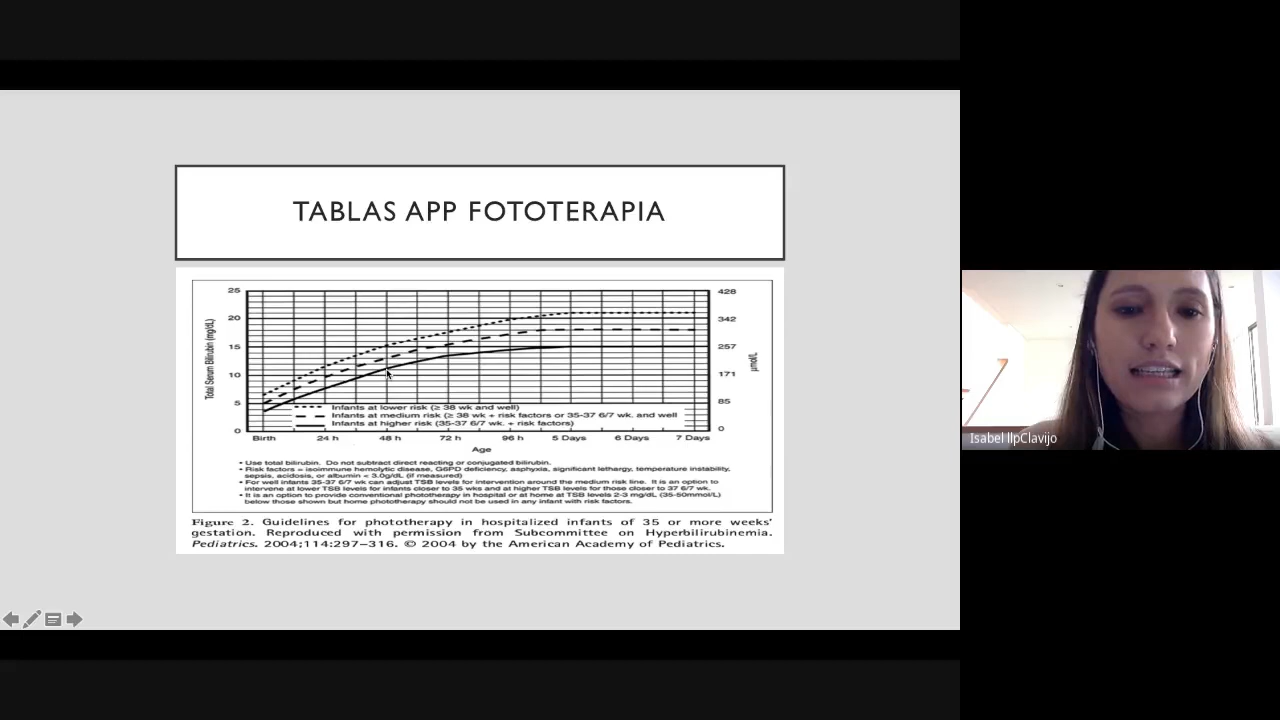 TABLAS APP FOTOTERAPIA
25
20
15
10
5
0
Total Serum Bilirubin (mg/dL)
428
342
257
171
85
0
µmol/L
Infants at lower risk (≥ 38 wk and well)
Infants at medium risk (≥ 38 wk + risk factors or 35-37 6/7 wk. and well
Infants at higher risk (35-37 6/7 wk. + risk factors)
Birth 24 h 48 h 72 h 96 h 5 Days 6 Days 7 Days
Age
• Use total bilirubin. Do not subtract direct reacting or conjugated bilirubin.
• Risk factors = isoimmune hemolytic disease, G6PD deficiency, asphyxia, significant lethargy, temperature instability,
sepsis, acidosis, or albumin < 3.0g/dL (if measured)
• For well infants 35-37 6/7 wk can adjust TSB levels for intervention around the medium risk line. It is an option to
intervene at lower TSB levels for infants closer to 35 wks and at higher TSB levels for those closer to 37 6/7 wk.
• It is an option to provide conventional phototherapy in hospital or at home at TSB levels 2-3 mg/dL (35-50mmol/L)
below those shown but home phototherapy should not be used in any infant with risk factors.
Figure 2. Guidelines for phototherapy in hospitalized infants of 35 or more weeks'
gestation. Reproduced with permission from Subcommittee on Hyperbilirubinemia.
Pediatrics. 2004;114:297–316. © 2004 by the American Academy of Pediatrics.
Isabel llpClavijo